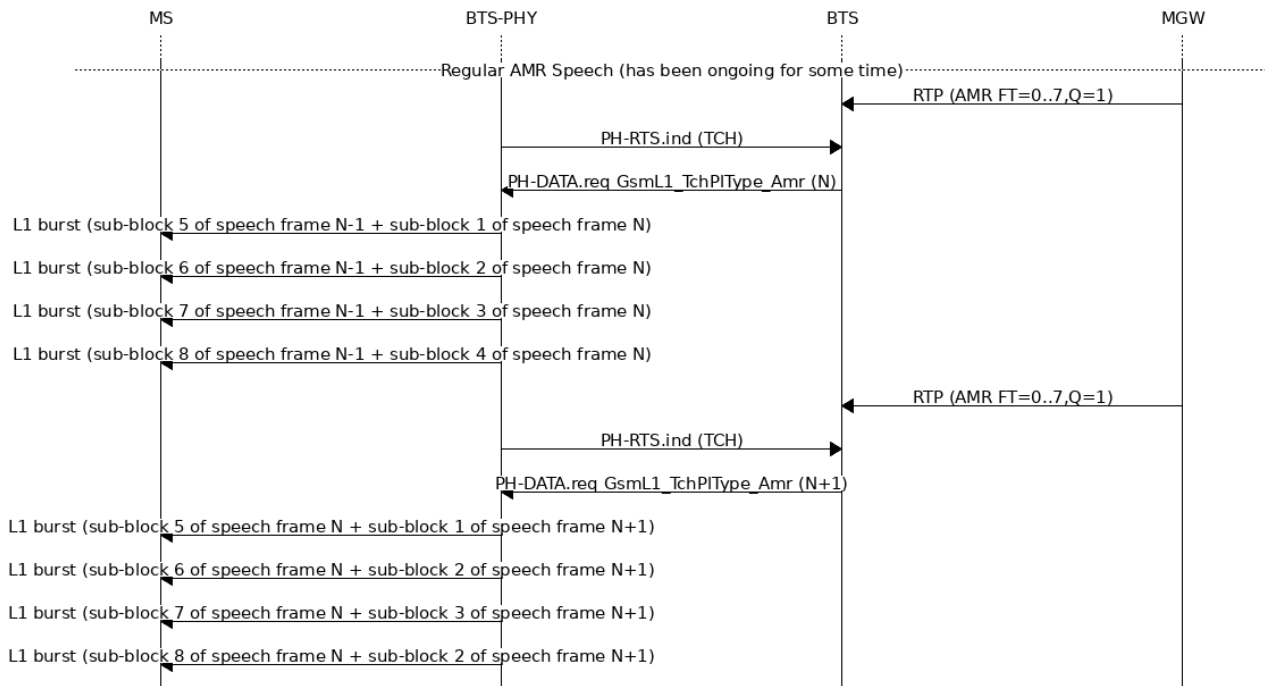 MS BTS-PHY BTS MGW
Regular AMR Speech (has been ongoing for some time)
RTP (AMR FT=0..7,Q=1)
PH-RTS.ind (TCH)
PH-DATA.req GsmL1_TchPlType_Amr (N)
L1 burst (sub-block 5 of speech frame N-1 + sub-block 1 of speech frame N)
L1 burst (sub-block 6 of speech frame N-1 + sub-block 2 of speech frame N)
L1 burst (sub-block 7 of speech frame N-1 + sub-block 3 of speech frame N)
L1 burst (sub-block 8 of speech frame N-1 + sub-block 4 of speech frame N)
RTP (AMR FT=0..7,Q=1)
PH-RTS.ind (TCH)
PH-DATA.req GsmL1_TchPlType_Amr (N+1)
L1 burst (sub-block 5 of speech frame N + sub-block 1 of speech frame N+1)
L1 burst (sub-block 6 of speech frame N + sub-block 2 of speech frame N+1)
L1 burst (sub-block 7 of speech frame N + sub-block 3 of speech frame N+1)
L1 burst (sub-block 8 of speech frame N + sub-block 2 of speech frame N+1)